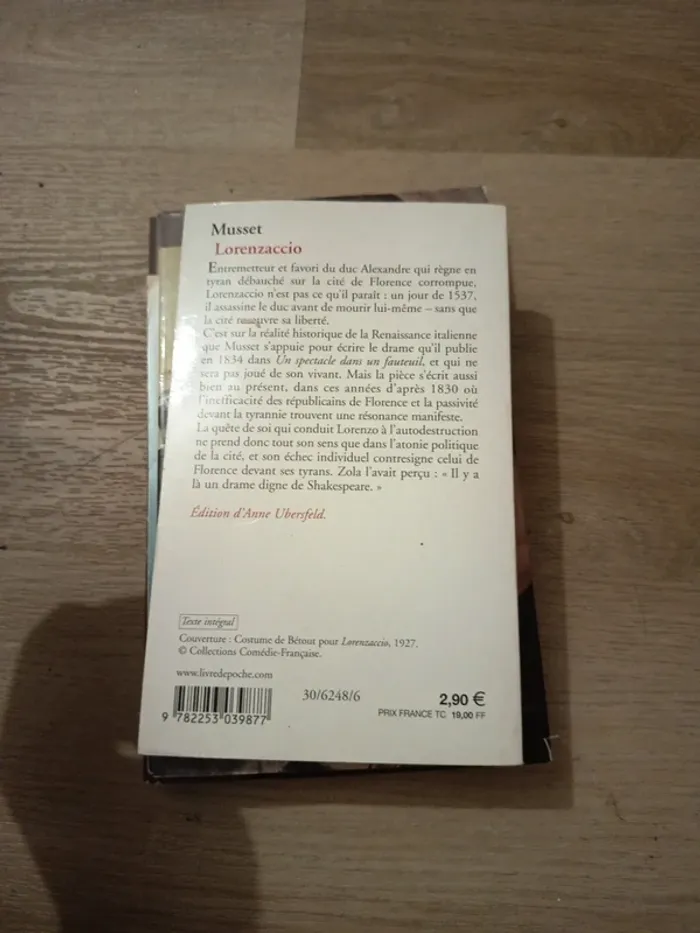 Musset
Lorenzaccio
Entremetteur et favori du duc Alexandre qui règne en
tyran débauché sur la cité de Florence corrompue,
Lorenzaccio n'est pas ce qu'il paraît : un jour de 1537,
il assassine le duc avant de mourir lui-même – sans que
la cité recouvre sa liberté.
C'est sur la réalité historique de la Renaissance italienne
que Musset s'appuie pour écrire le drame qu'il publie
en 1834 dans Un spectacle dans un fauteuil, et qui ne
sera pas joué de son vivant. Mais la pièce s'écrit aussi
bien au présent, dans ces années d'après 1830 où
l'inefficacité des républicains de Florence et la passivité
devant la tyrannie trouvent une résonance manifeste.
La quête de soi qui conduit Lorenzo à l'autodestruction
ne prend donc tout son sens que dans l'atonie politique
de la cité, et son échec individuel contresigne celui de
Florence devant ses tyrans. Zola l'avait perçu : « Il y a
là un drame digne de Shakespeare. »
Édition d'Anne Ubersfeld.
Texte intégral
Couverture : Costume de Bétout pour Lorenzaccio, 1927.
© Collections Comédie-Française.
www.livredepoche.com
30/6248/6
2,90 €
9 782253 039877
PRIX FRANCE TC 19,00 FF